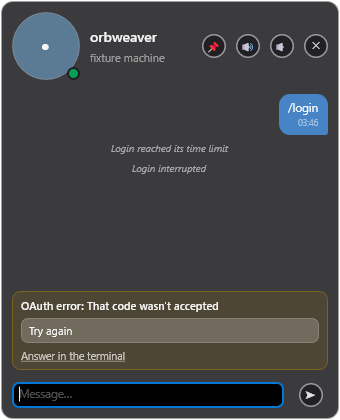 orbweaver
fixture machine
/login
03:46
Login reached its time limit
Login interrupted
OAuth error: That code wasn't accepted
Try again
Answer in the terminal
Message...